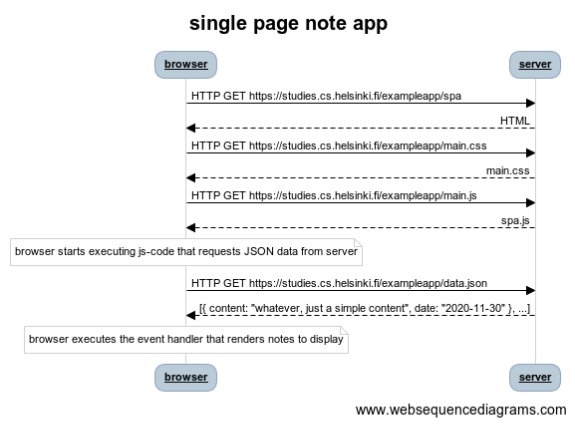 single page note app
browser server
HTTP GET https://studies.cs.helsinki.fi/exampleapp/spa
HTML
HTTP GET https://studies.cs.helsinki.fi/exampleapp/main.css
main.css
HTTP GET https://studies.cs.helsinki.fi/exampleapp/main.js
spa.js
browser starts executing js-code that requests JSON data from server
HTTP GET https://studies.cs.helsinki.fi/exampleapp/data.json
[{ content: "whatever, just a simple content", date: "2020-11-30" }, ...]
browser executes the event handler that renders notes to display
browser server
www.websequencediagrams.com